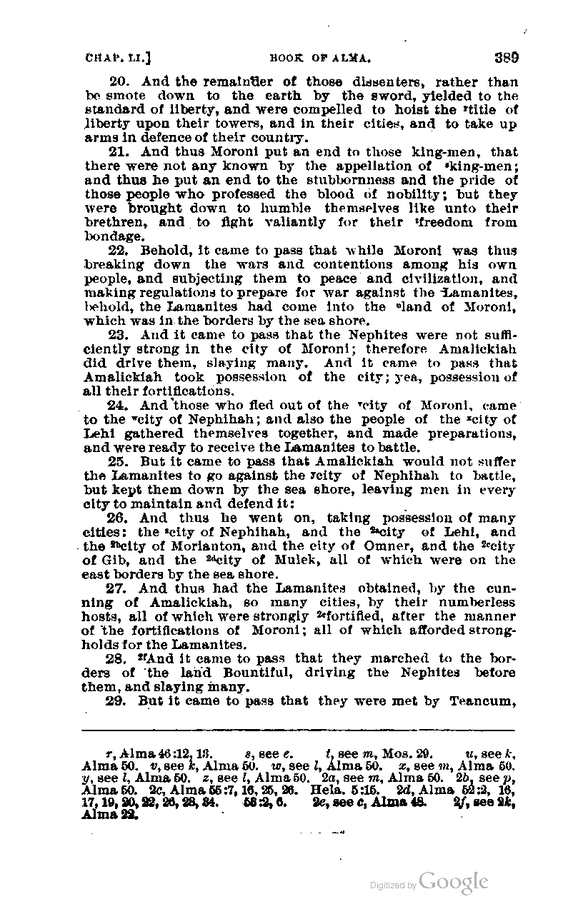 CHAP. LI.] BOOK OF ALMA. 389
20. And the remainder of those dissenters, rather than
be smote down to the earth by the sword, yielded to the
standard of liberty, and were compelled to hoist the rtitle of
liberty upon their towers, and in their cities, and to take up
arms in defence of their country.
21. And thus Moroni put an end to those king-men, that
there were not any known by the appellation of sking-men;
and thus he put an end to the stubbornness and the pride of
those people who professed the blood of nobility; but they
were brought down to humble themselves like unto their
brethren, and to fight valiantly for their tfreedom from
bondage.
22. Behold, it came to pass that while Moroni was thus
breaking down the wars and contentions among his own
people, and subjecting them to peace and civilization, and
making regulations to prepare for war against the Lamanites,
behold, the Lamanites had come into the uland of Moroni,
which was in the borders by the sea shore.
23. And it came to pass that the Nephites were not suffi-
ciently strong in the city of Moroni; therefore Amalickiah
did drive them, slaying many. And it came to pass that
Amalickiah took possession of the city; yea, possession of
all their fortifications.
24. And those who fled out of the vcity of Moroni, came
to the wcity of Nephihah; and also the people of the xcity of
Lehi gathered themselves together, and made preparations,
and were ready to receive the Lamanites to battle.
25. But it came to pass that Amalickiah would not suffer
the Lamanites to go against the ycity of Nephihah to battle,
but kept them down by the sea shore, leaving men in every
city to maintain and defend it:
26. And thus he went on, taking possession of many
cities: the zcity of Nephihah, and the 2acity of Lehi, and
the 2bcity of Morianton, and the city of Omner, and the 2ccity
of Gib, and the 2dcity of Mulek, all of which were on the
east borders by the sea shore.
27. And thus had the Lamanites obtained, by the cun-
ning of Amalickiah, so many cities, by their numberless
hosts, all of which were strongly 2efortified, after the manner
of the fortifications of Moroni; all of which afforded strong-
holds for the Lamanites.
28. 2fAnd it came to pass that they marched to the bor-
ders of the land Bountiful, driving the Nephites before
them, and slaying many.
29. But it came to pass that they were met by Teancum,
r, Alma 46:12, 13. s, see e. t, see m, Mos. 29. u, see k,
Alma 50. v, see k, Alma 50. w, see l, Alma 50. x, see m, Alma 50.
y, see l, Alma 50. z, see l, Alma 50. 2a, see m, Alma 50. 2b, see p,
Alma 50. 2c, Alma 55:7, 16, 25, 26. Hela. 5:15. 2d, Alma 52:2, 16,
17, 19, 20, 22, 26, 28, 34. 53:2, 6. 2e, see c, Alma 48. 2f, see 2k,
Alma 22.
Digitized by Google